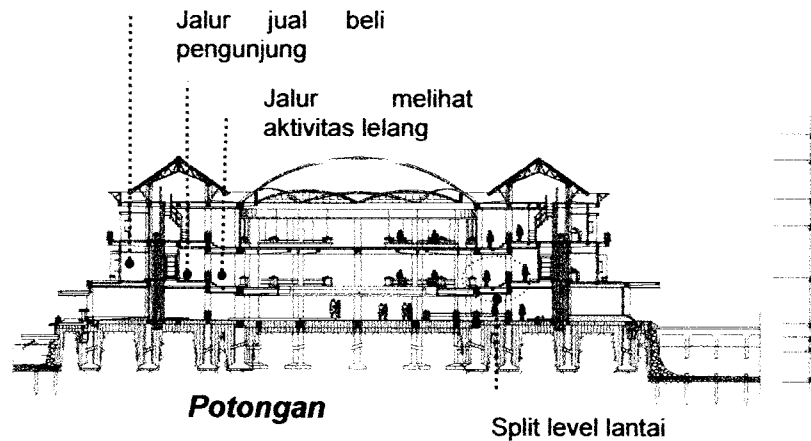 Jalur jual beli
pengunjung
Jalur melihat
aktivitas lelang
Potongan
Split level lantai